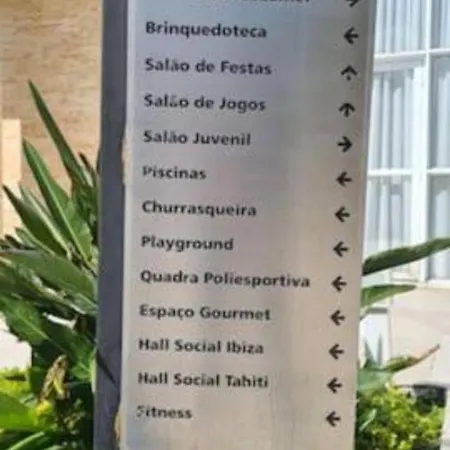 Brinquedoteca ←
Salão de Festas ↑
Salão de Jogos ↑
Salão Juvenil →
Piscinas ←
Churrasqueira ←
Playground ←
Quadra Poliesportiva ←
Espaço Gourmet ←
Hall Social Ibiza ←
Hall Social Tahiti ←
Fitness ←